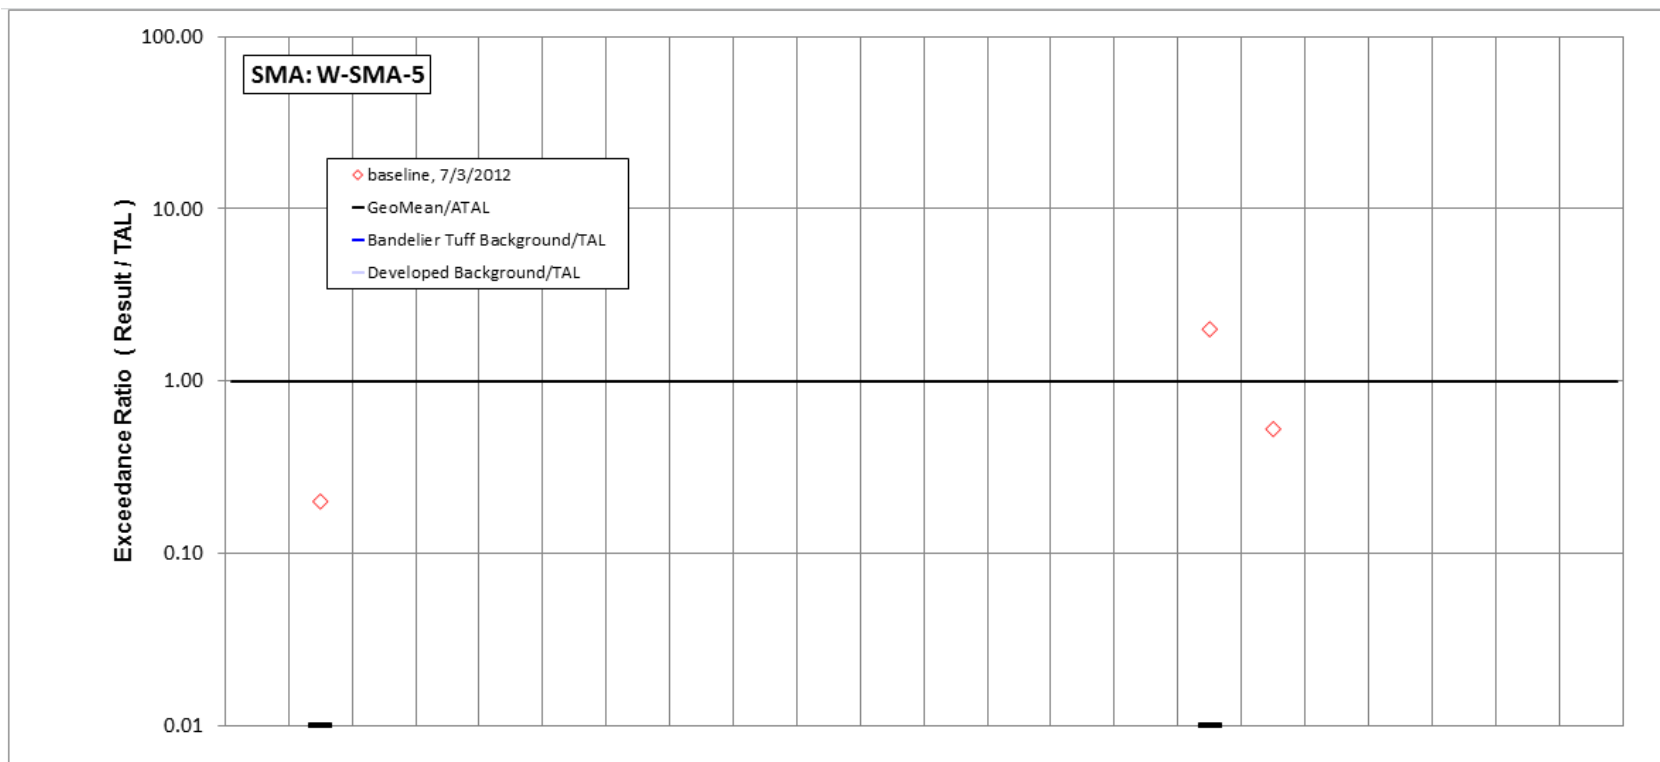 100.00
SMA: W-SMA-5
baseline, 7/3/2012
10.00
GeoMean/ATAL
Bandelier Tuff Background/TAL
Developed Background/TAL
Exceedance Ratio ( Result / TAL )
1.00
0.10
0.01